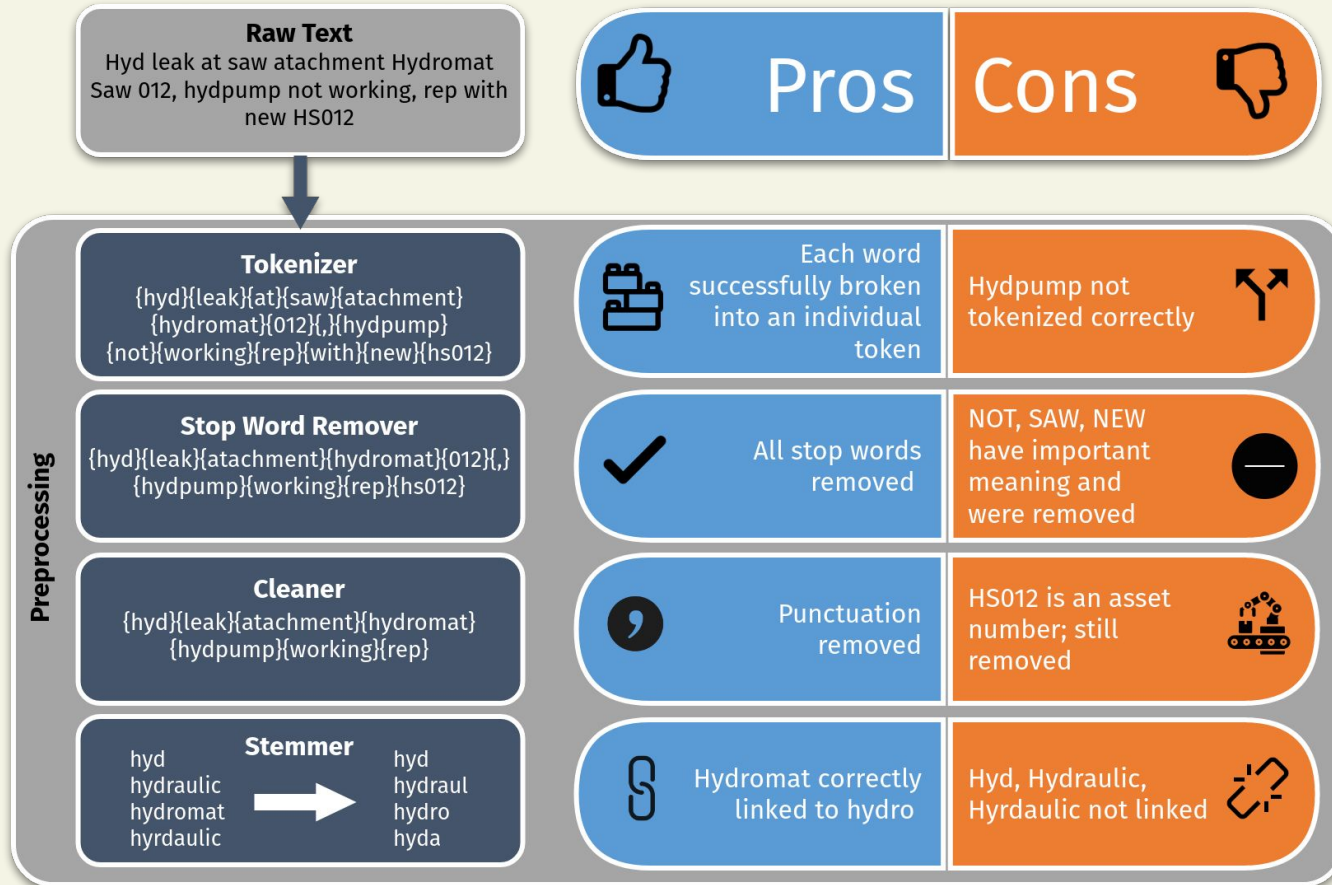 Raw Text
Hyd leak at saw atachment Hydromat
Saw 012, hydpump not working, rep with
new HS012
Pros
Cons
Preprocessing
Tokenizer
{hyd}{leak}{at}{saw}{atachment}
{hydromat}{012}{,}{hydpump}
{not}{working}{rep}{with}{new}{hs012}
Each word
successfully broken
into an individual
token
Hydpump not
tokenized correctly
Stop Word Remover
{hyd}{leak}{atachment}{hydromat}{012}{,}
{hydpump}{working}{rep}{hs012}
All stop words
removed
NOT, SAW, NEW
have important
meaning and
were removed
Cleaner
{hyd}{leak}{atachment}{hydromat}
{hydpump}{working}{rep}
Punctuation
removed
HS012 is an asset
number; still
removed
Stemmer
hyd
hydraulic
hydromat
hyrdaulic
hyd
hydraul
hydro
hyda
Hydromat correctly
linked to hydro
Hyd, Hydraulic,
Hyrdaulic not linked